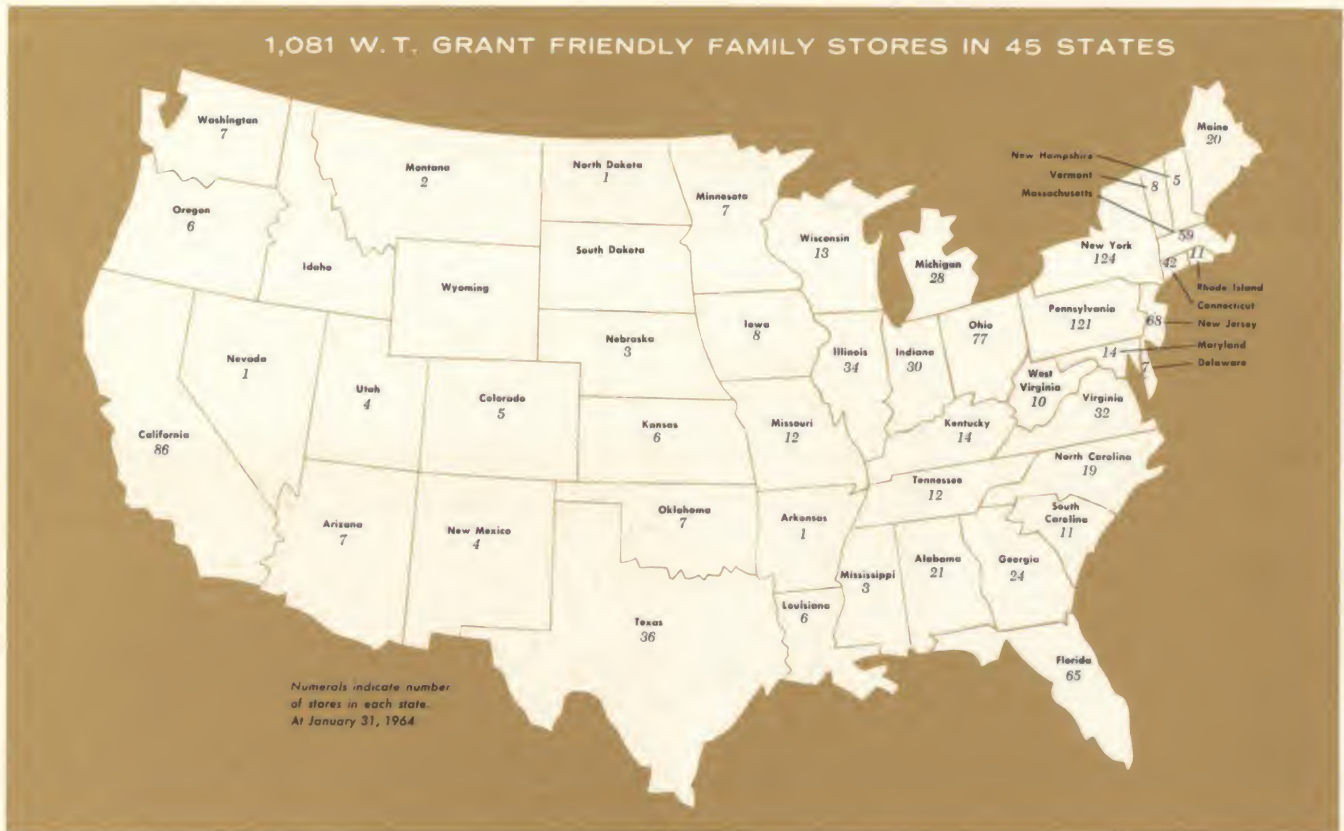 1,081 W. T. GRANT FRIENDLY FAMILY STORES IN 45 STATES
Washington
7
Oregon
6
California
86
Nevada
1
Idaho
Montana
2
Wyoming
Utah
4
Arizona
7
Colorado
5
New Mexico
4
North Dakota
1
South Dakota
Nebraska
3
Kansas
6
Oklahoma
7
Texas
36
Minnesota
7
Iowa
8
Missouri
12
Arkansas
1
Louisiana
6
Wisconsin
13
Illinois
34
Michigan
28
Indiana
30
Ohio
77
Kentucky
14
Tennessee
12
Mississippi
3
Alabama
21
Georgia
24
Florida
65
South
Carolina
11
North Carolina
19
Virginia
32
West
Virginia
10
Pennsylvania
121
New York
124
Maine
20
New Hampshire
5
Vermont
8
Massachusetts
59
Rhode Island
11
Connecticut
42
New Jersey
68
Maryland
14
Delaware
7
Numerals indicate number
of stores in each state.
At January 31, 1964